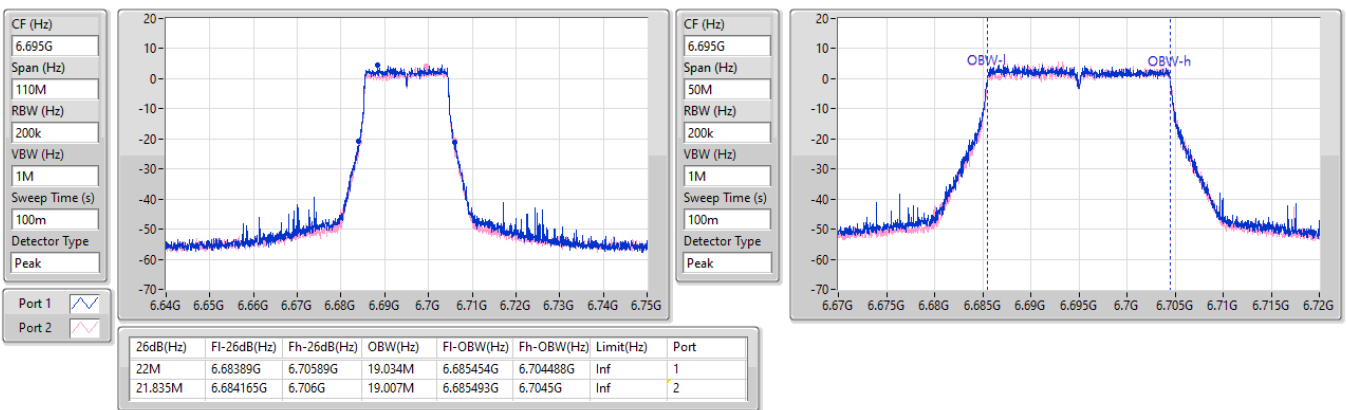 CF (Hz)
6.695G
Span (Hz)
110M
RBW (Hz)
200k
VBW (Hz)
1M
Sweep Time (s)
100m
Detector Type
Peak
Port 1
Port 2
20
10
0
-10
-20
-30
-40
-50
-60
-70
6.64G 6.65G 6.66G 6.67G 6.68G 6.69G 6.7G 6.71G 6.72G 6.73G 6.74G 6.75G
CF (Hz)
6.695G
Span (Hz)
50M
RBW (Hz)
200k
VBW (Hz)
1M
Sweep Time (s)
100m
Detector Type
Peak
20
10
0
-10
-20
-30
-40
-50
-60
-70
OBW-l OBW-h
6.67G 6.675G 6.68G 6.685G 6.69G 6.695G 6.7G 6.705G 6.71G 6.715G 6.72G
26dB(Hz) Fl-26dB(Hz) Fh-26dB(Hz) OBW(Hz) Fl-OBW(Hz) Fh-OBW(Hz) Limit(Hz) Port
22M 6.68389G 6.70589G 19.034M 6.685454G 6.704488G Inf 1
21.835M 6.684165G 6.706G 19.007M 6.685493G 6.7045G Inf 2